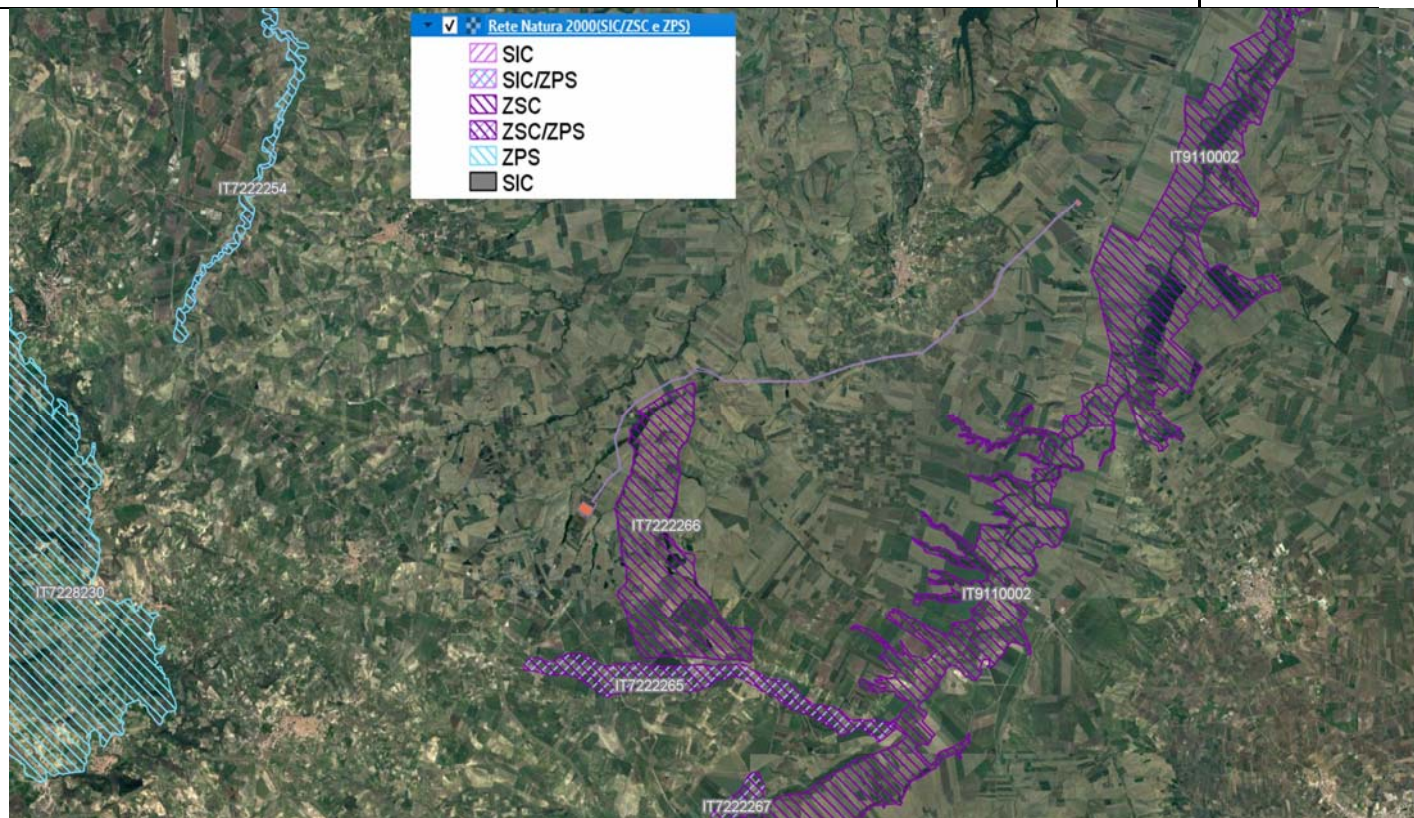 Rete Natura 2000(SIC/ZSC e ZPS)
SIC
SIC/ZPS
ZSC
ZSC/ZPS
ZPS
SIC
IT9110002
IT7222254
IT7222266
IT7228230
IT9110002
IT7222265
IT7222267